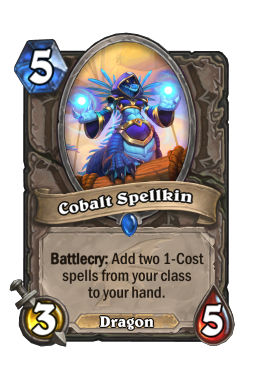 5
Cobalt Spellkin
Battlecry: Add two 1-Cost
spells from your class
to your hand.
3
Dragon
5